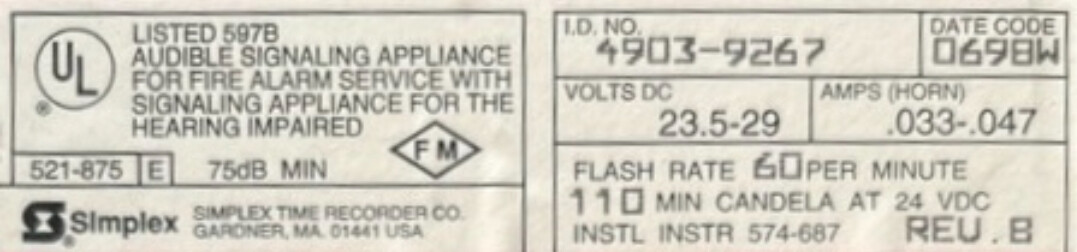 UL
®
LISTED 597B
AUDIBLE SIGNALING APPLIANCE
FOR FIRE ALARM SERVICE WITH
SIGNALING APPLIANCE FOR THE
HEARING IMPAIRED
FM
521-875 E 75dB MIN
Simplex
®
SIMPLEX TIME RECORDER CO.
GARDNER, MA. 01441 USA
I.D. NO.
4903-9267
DATE CODE
0698W
VOLTS DC
23.5-29
AMPS (HORN)
.033-.047
FLASH RATE 60 PER MINUTE
110 MIN CANDELA AT 24 VDC
INSTL INSTR 574-687 REV.B